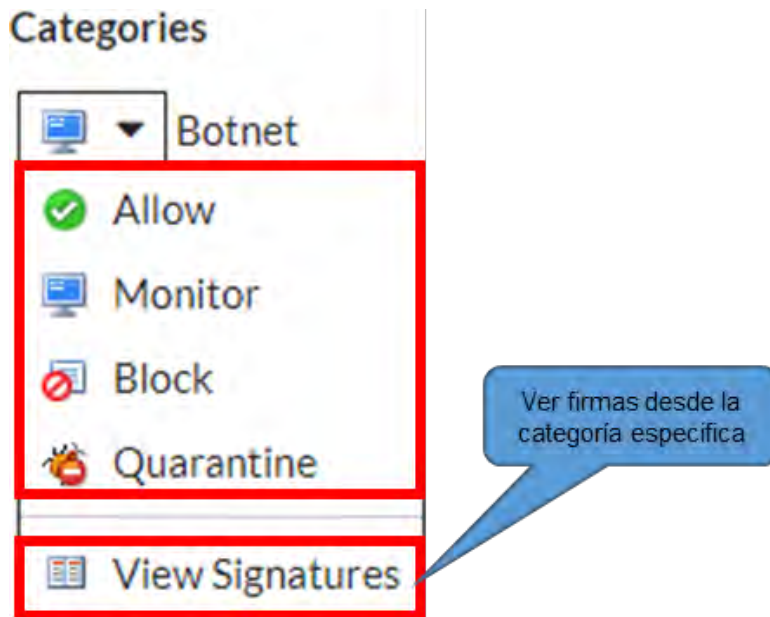 Categories
Botnet
Allow
Monitor
Block
Quarantine
View Signatures
Ver firmas desde la
categoría especifica